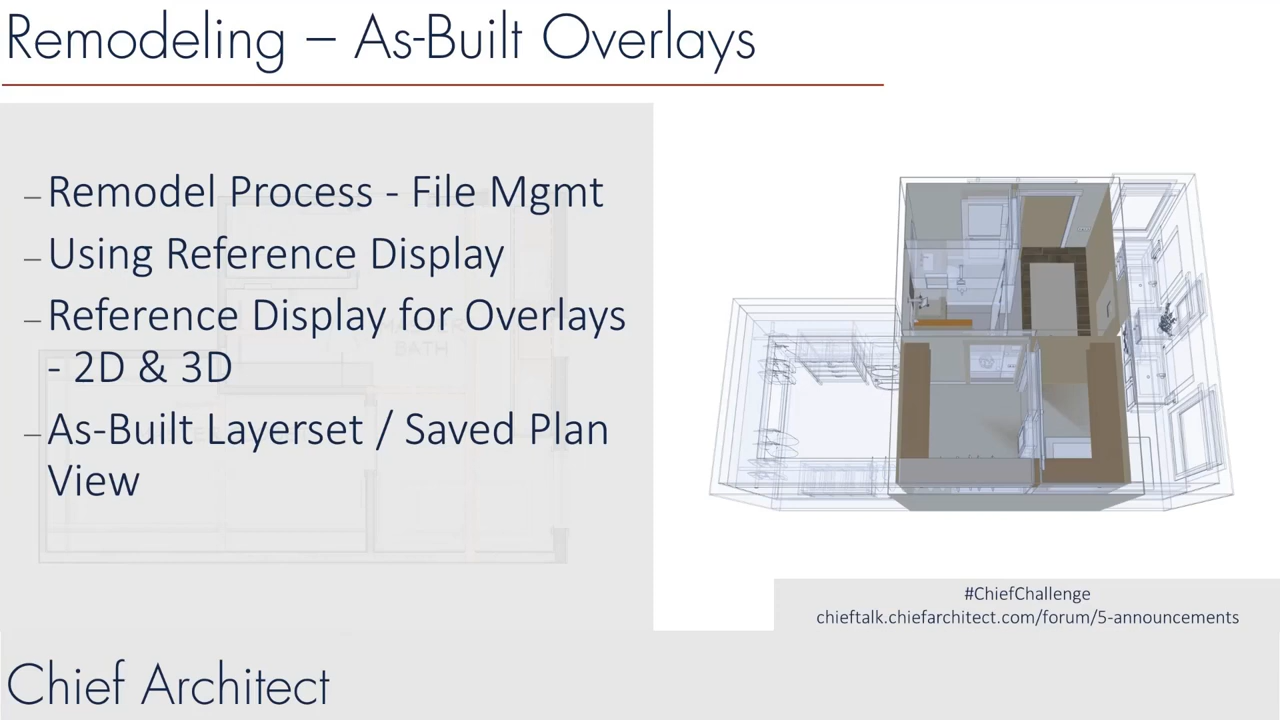 Remodeling – As-Built Overlays
– Remodel Process - File Mgmt
– Using Reference Display
– Reference Display for Overlays
- 2D & 3D
– As-Built Layerset / Saved Plan
View
BATH
#ChiefChallenge
chieftalk.chiefarchitect.com/forum/5-announcements
Chief Architect